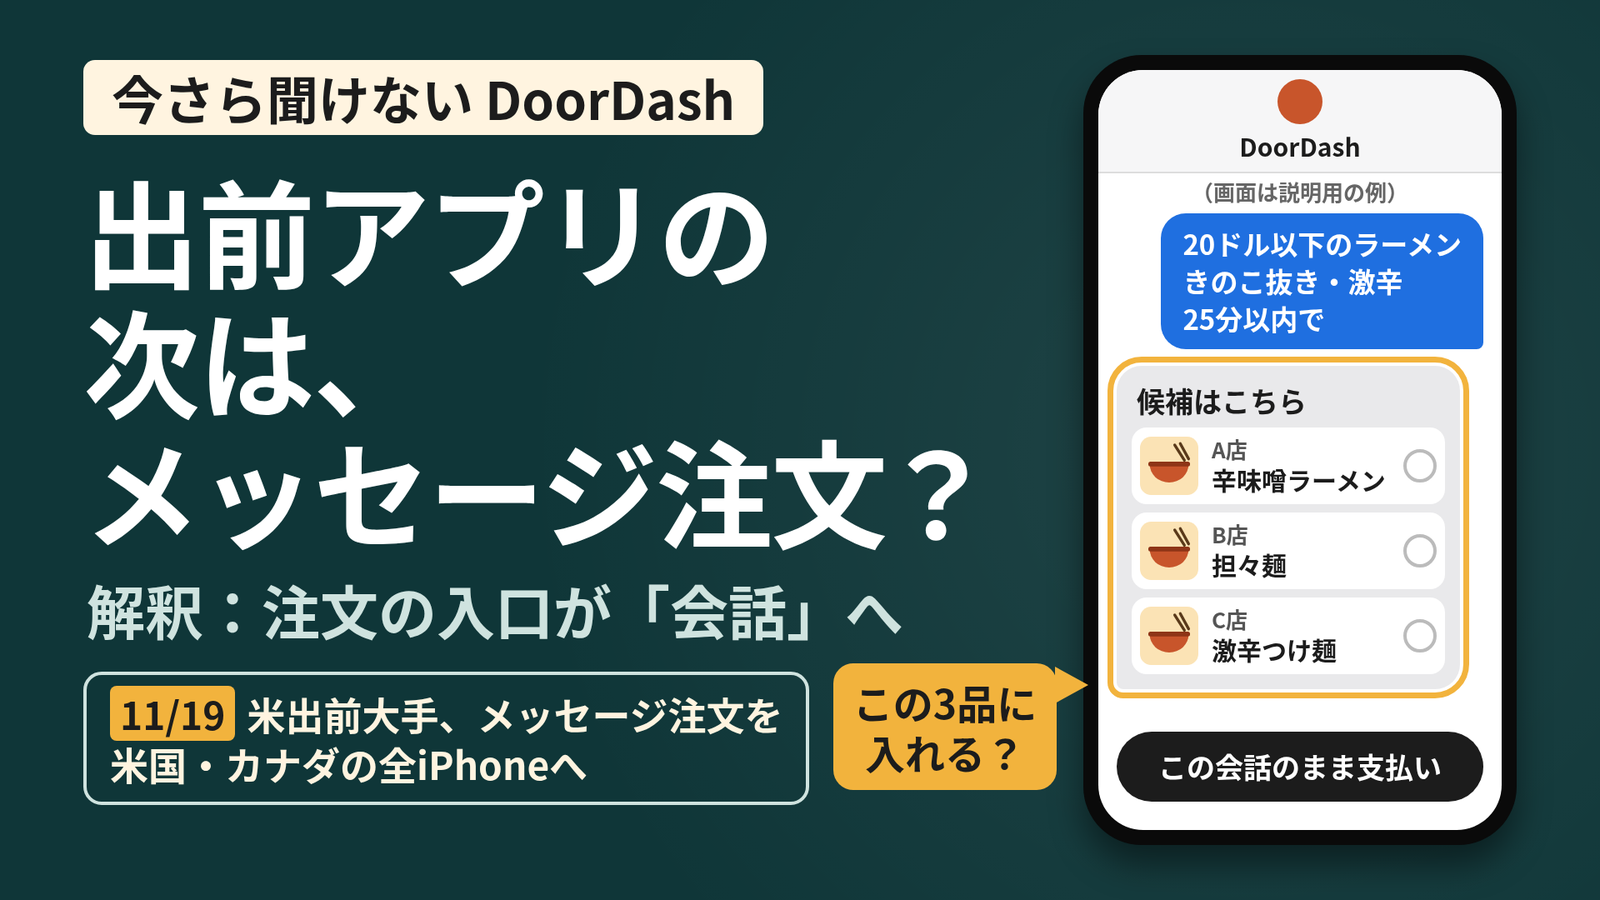 今さら聞けない DoorDash
出前アプリの
次は、
メッセージ注文？
解釈：注文の入口が「会話」へ
11/19 米出前大手、メッセージ注文を
米国・カナダの全iPhoneへ
この3品に
入れる？
DoorDash
（画面は説明用の例）
20ドル以下のラーメン
きのこ抜き・激辛
25分以内で
候補はこちら
A店
辛味噌ラーメン
B店
担々麺
C店
激辛つけ麺
この会話のまま支払い